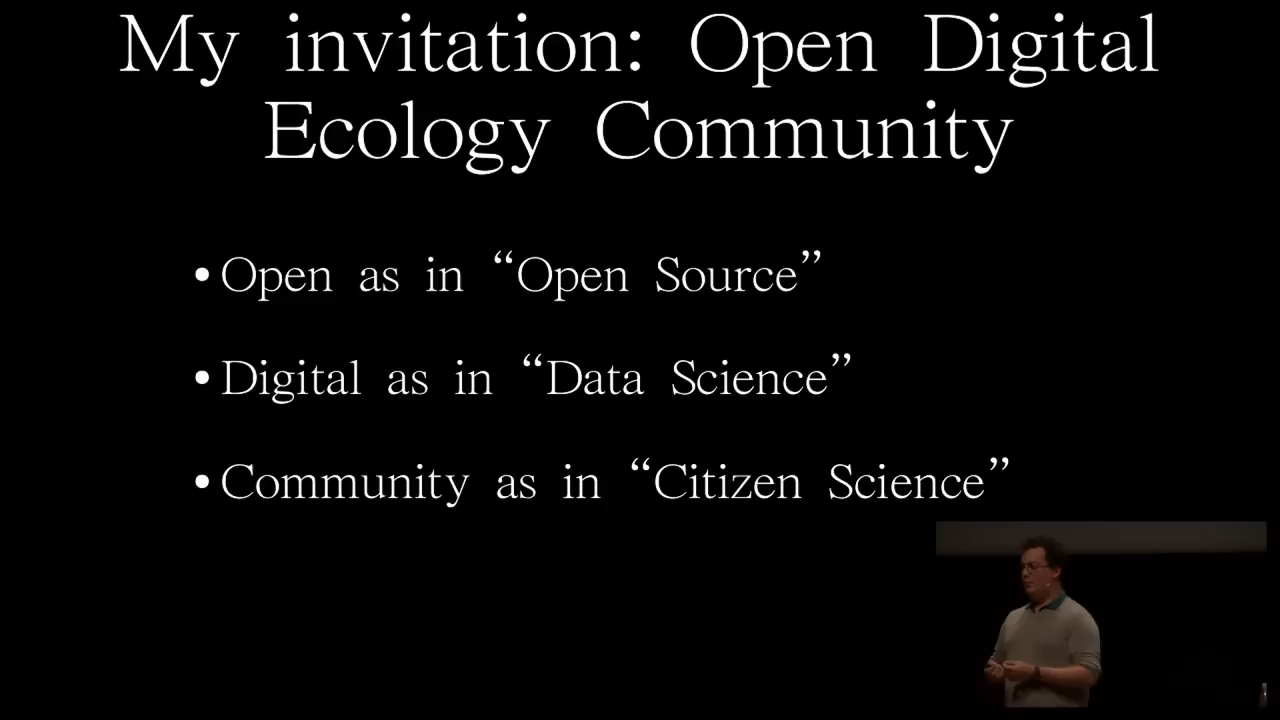 My invitation: Open Digital
Ecology Community
• Open as in “Open Source”
• Digital as in “Data Science”
• Community as in “Citizen Science”